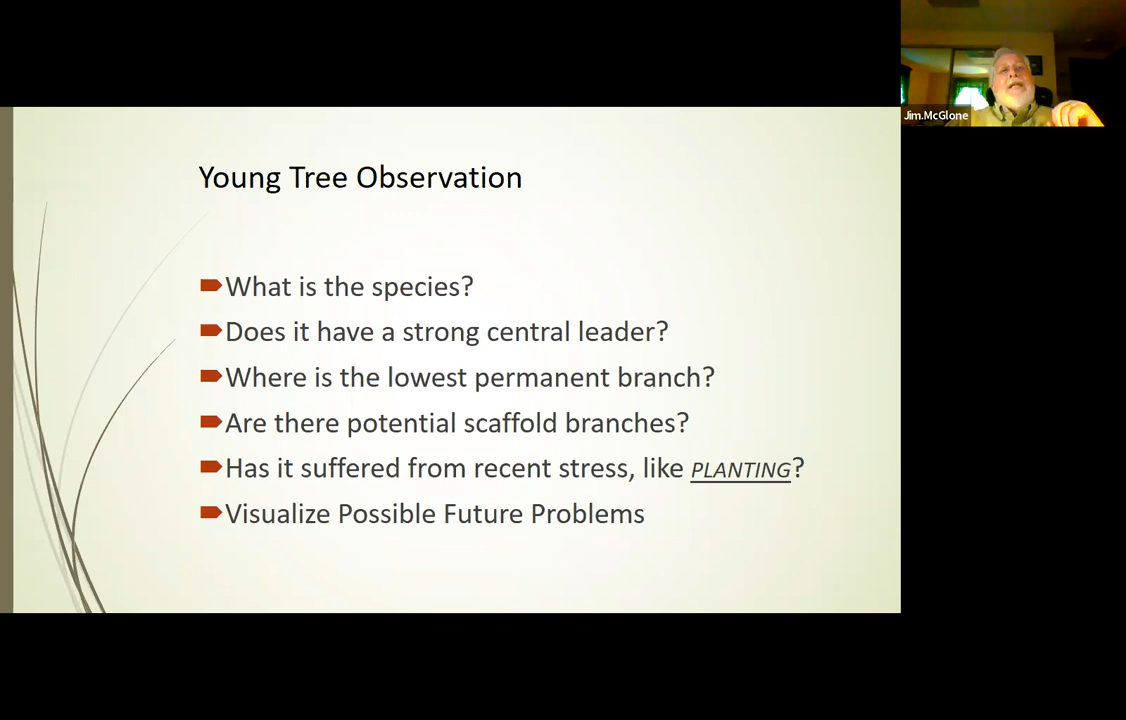 Jim.McGlone
Young Tree Observation
What is the species?
Does it have a strong central leader?
Where is the lowest permanent branch?
Are there potential scaffold branches?
Has it suffered from recent stress, like PLANTING?
Visualize Possible Future Problems